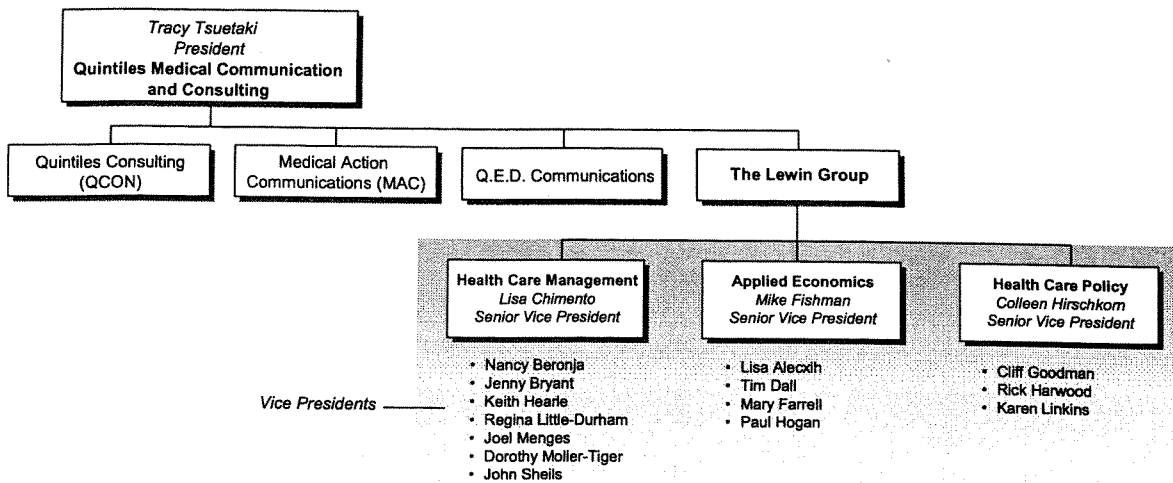 Tracy Tsuetaki
President
Quintiles Medical Communication
and Consulting
Quintiles Consulting
(QCON)
Medical Action
Communications (MAC)
Q.E.D. Communications
The Lewin Group
Health Care Management
Lisa Chimento
Senior Vice President
Applied Economics
Mike Fishman
Senior Vice President
Health Care Policy
Colleen Hirschkorn
Senior Vice President
Vice Presidents
• Nancy Beronja
• Jenny Bryant
• Keith Hearle
• Regina Little-Durham
• Joel Menges
• Dorothy Moller-Tiger
• John Sheils
• Lisa Alecxih
• Tim Dall
• Mary Farrell
• Paul Hogan
• Cliff Goodman
• Rick Harwood
• Karen Linkins